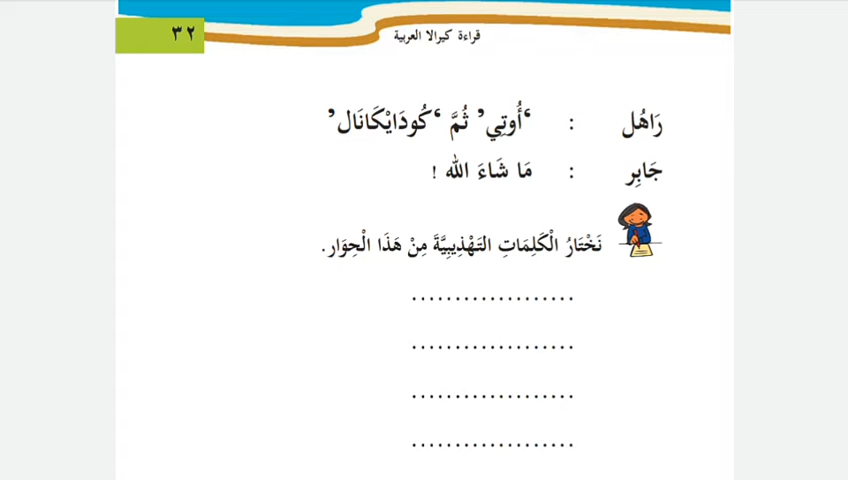 ٣٢
قراءة كيرالا العربية
رَاهُل : ‘أُوتِي’ ثُمَّ ‘كُودَايْكَانَال’
جَابِر : مَا شَاءَ الله !
نَخْتَارُ الْكَلِمَاتِ التَهْذِيبِيَّةَ مِنْ هَذَا الْحِوَار.
...................
...................
...................
...................